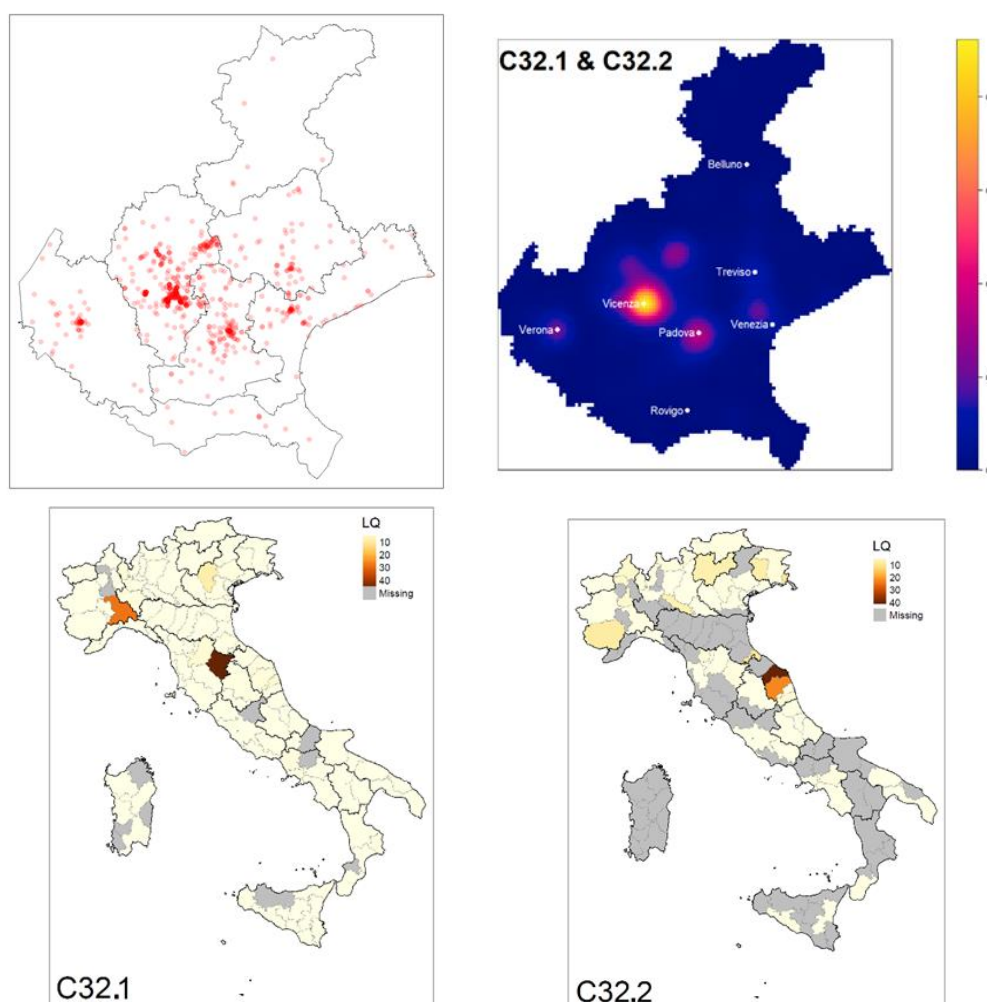 C32.1 & C32.2
Belluno
Treviso
Vicenza
Venezia
Verona
Padova
Rovigo
LQ
10
20
30
40
Missing
C32.1
LQ
10
20
30
40
Missing
C32.2